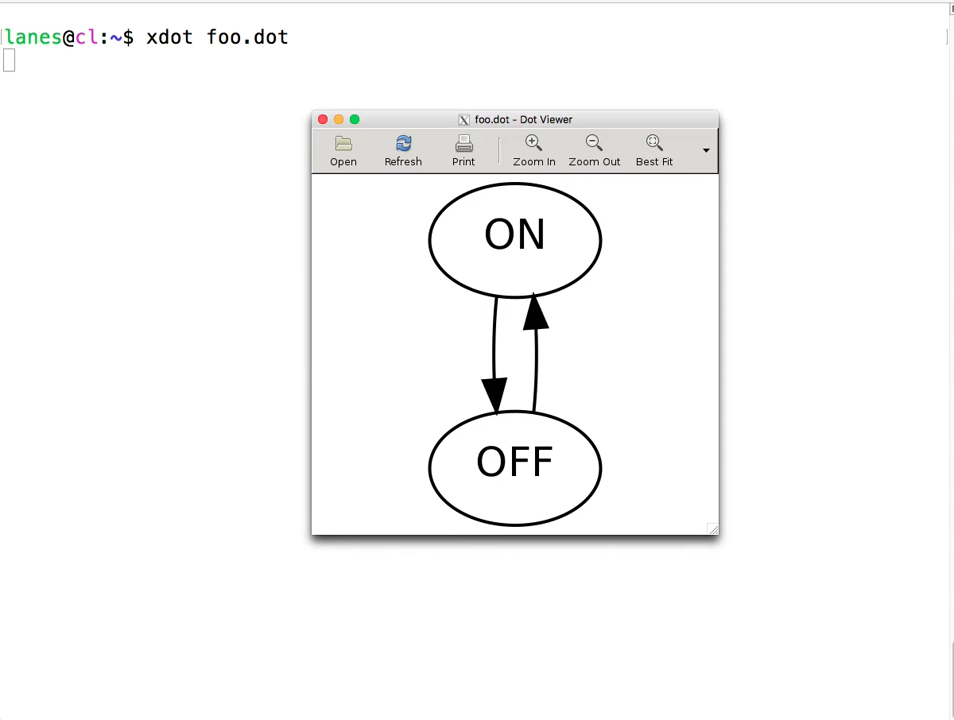 lanes@cl:~$ xdot foo.dot
foo.dot - Dot Viewer
Open Refresh Print Zoom In Zoom Out Best Fit
ON
OFF